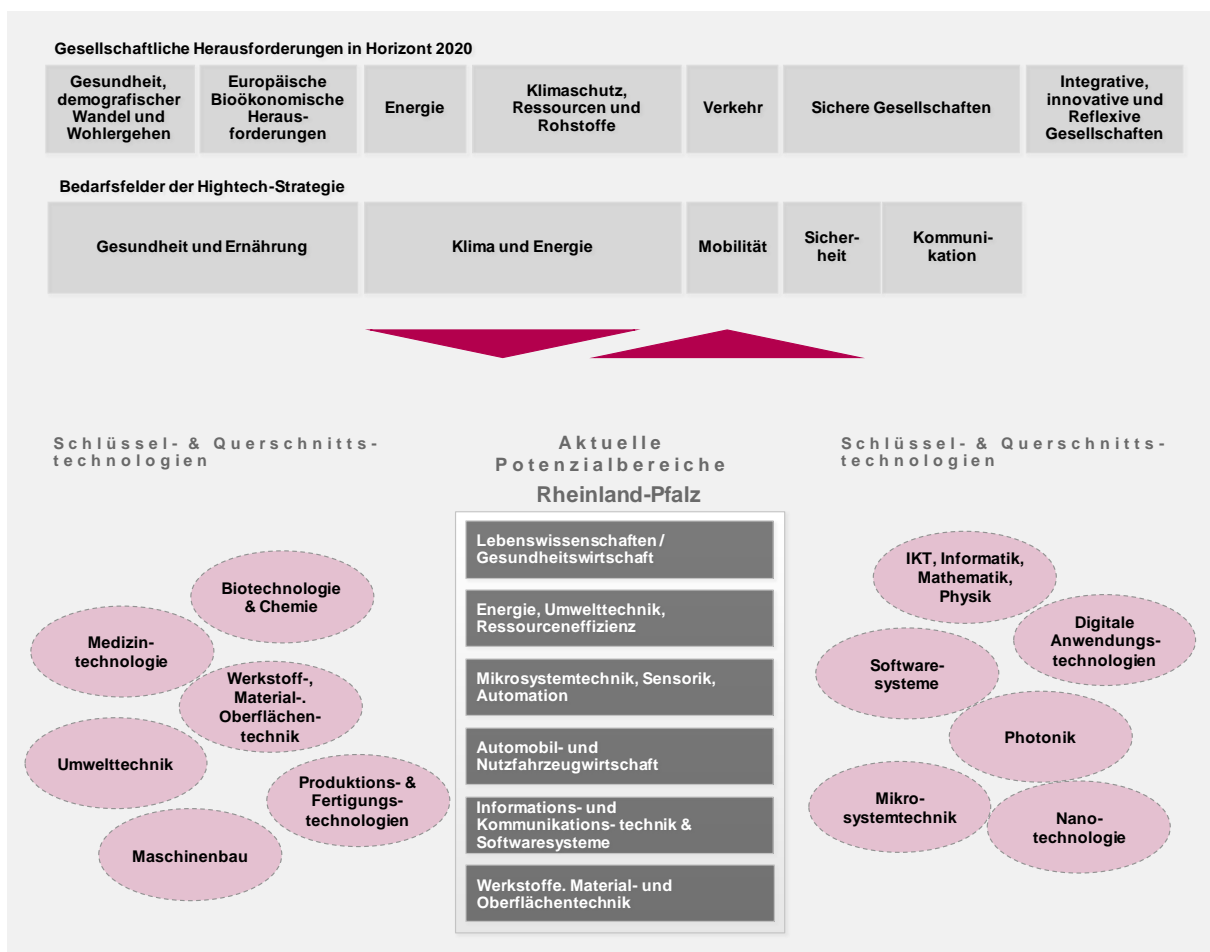 Gesellschaftliche Herausforderungen in Horizont 2020
Gesundheit,
demografischer
Wandel und
Wohlergehen
Europäische
Bioökonomische
Heraus-
forderungen
Energie
Klimaschutz,
Ressourcen und
Rohstoffe
Verkehr
Sichere Gesellschaften
Integrative,
innovative und
Reflexive
Gesellschaften
Bedarfsfelder der Hightech-Strategie
Gesundheit und Ernährung
Klima und Energie
Mobilität
Sicher-
heit
Kommuni-
kation
Schlüssel- & Querschnitts-
technologien
Biotechnologie
& Chemie
Medizin-
technologie
Werkstoff-,
Material-.
Oberflächen-
technik
Umwelttechnik
Produktions- &
Fertigungs-
technologien
Maschinenbau
Aktuelle
Potenzialbereiche
Rheinland-Pfalz
Lebenswissenschaften /
Gesundheitswirtschaft
Energie, Umwelttechnik,
Ressourceneffizienz
Mikrosystemtechnik, Sensorik,
Automation
Automobil- und
Nutzfahrzeugwirtschaft
Informations- und
Kommunikations- technik &
Softwaresysteme
Werkstoffe. Material- und
Oberflächentechnik
Schlüssel- & Querschnitts-
technologien
IKT, Informatik,
Mathematik,
Physik
Digitale
Anwendungs-
technologien
Software-
systeme
Photonik
Mikro-
systemtechnik
Nano-
technologie